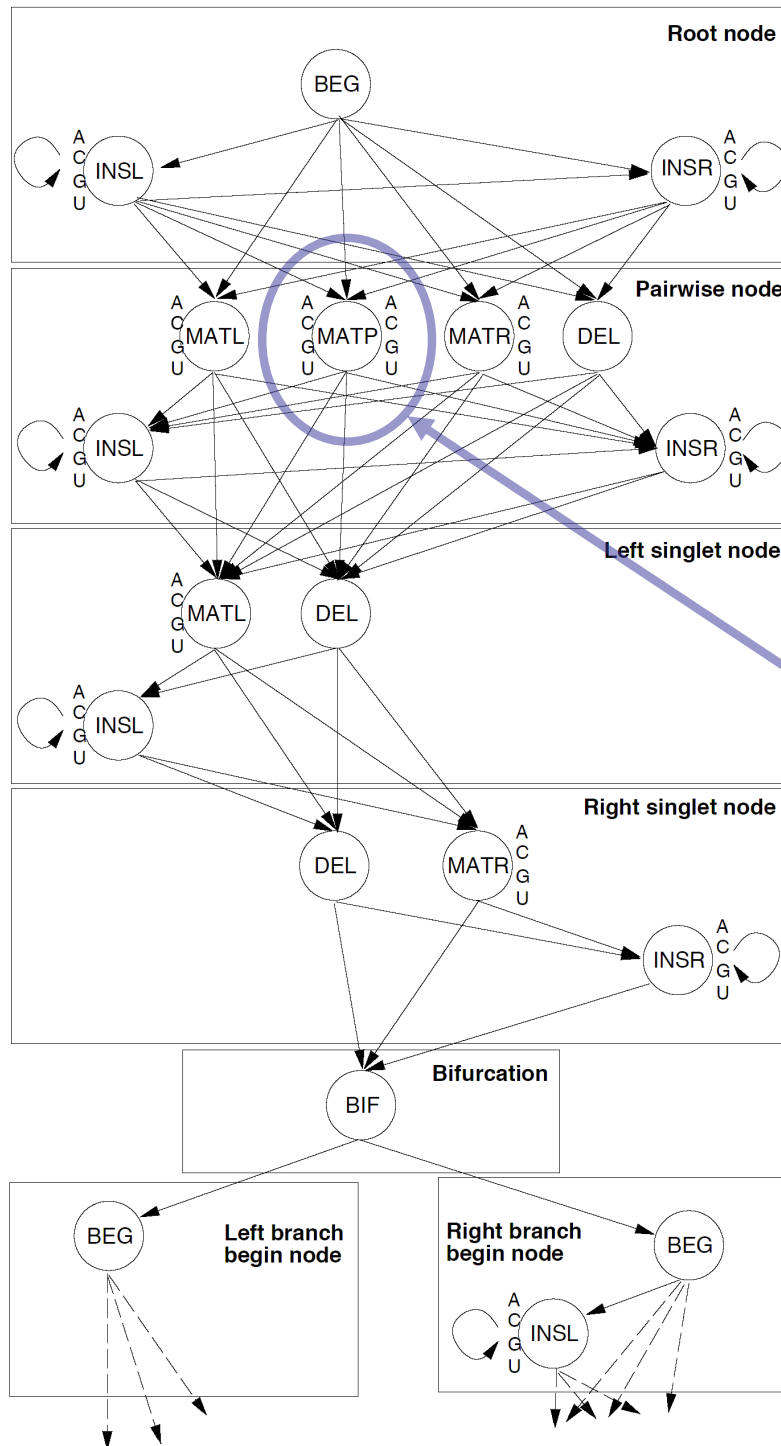 Root node
BEG
A
C
G
U
INSL
INSR
A
C
G
U
Pairwise node
A
C
G
U
MATL
A
C
G
U
MATP
A
C
G
U
MATR
A
C
G
U
DEL
A
C
G
U
INSL
INSR
A
C
G
U
Left singlet node
A
C
G
U
MATL
DEL
A
C
G
U
INSL
Right singlet node
DEL
MATR
A
C
G
U
INSR
A
C
G
U
Bifurcation
BIF
BEG
Left branch
begin node
Right branch
begin node
BEG
A
C
G
U
INSL